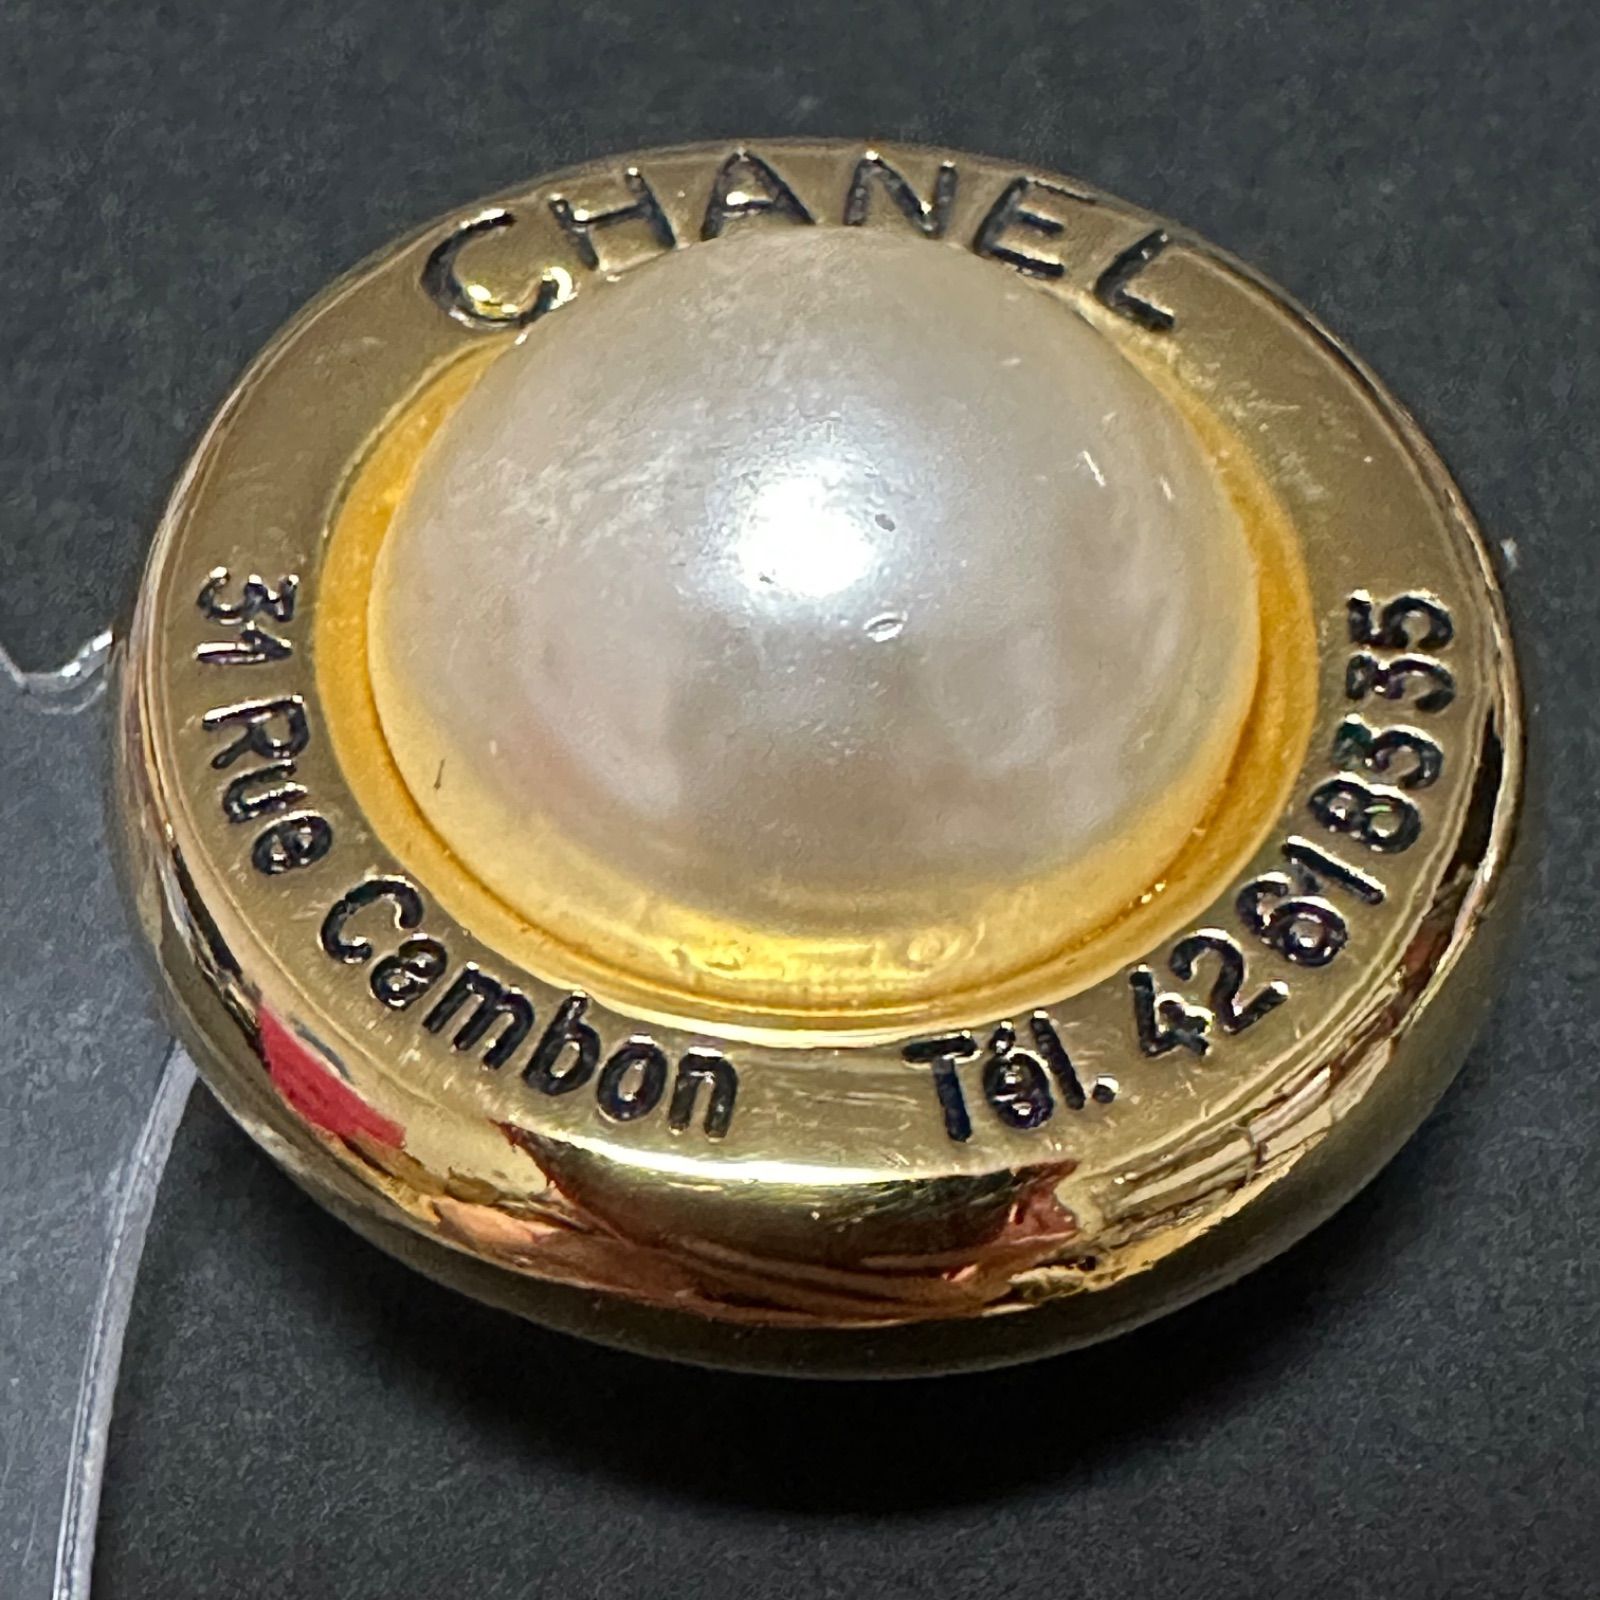 CHANEL
31 Rue Cambon Tél. 42618335